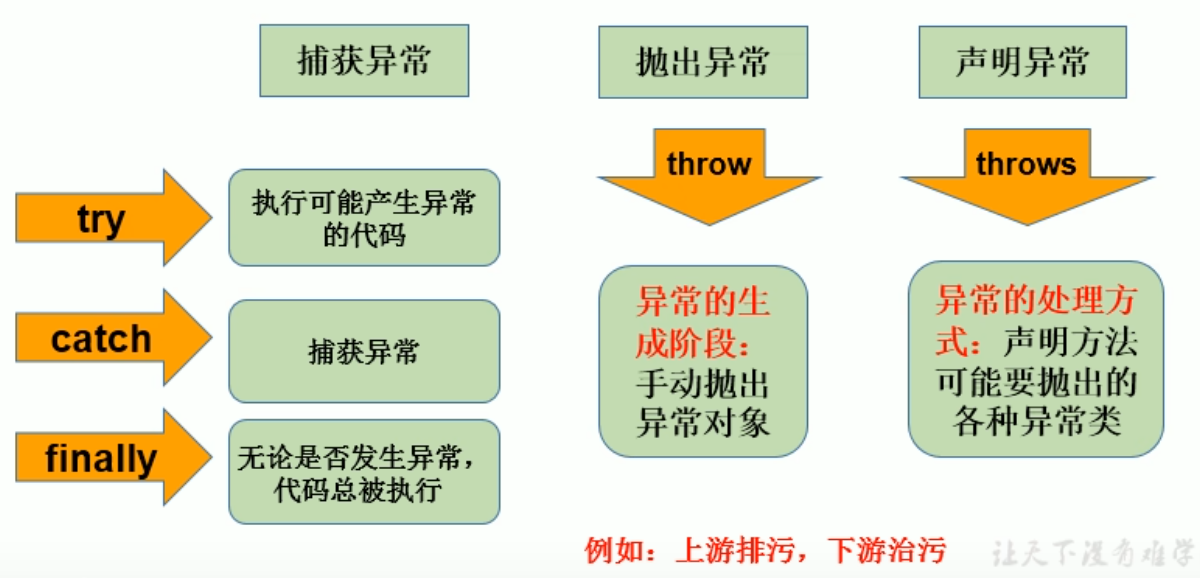 捕获异常
抛出异常
声明异常
try
执行可能产生异常
的代码
catch
捕获异常
finally
无论是否发生异常，
代码总被执行
throw
异常的生
成阶段：
手动抛出
异常对象
throws
异常的处理方
式：声明方法
可能要抛出的
各种异常类
例如：上游排污，下游治污
让天下没有难学